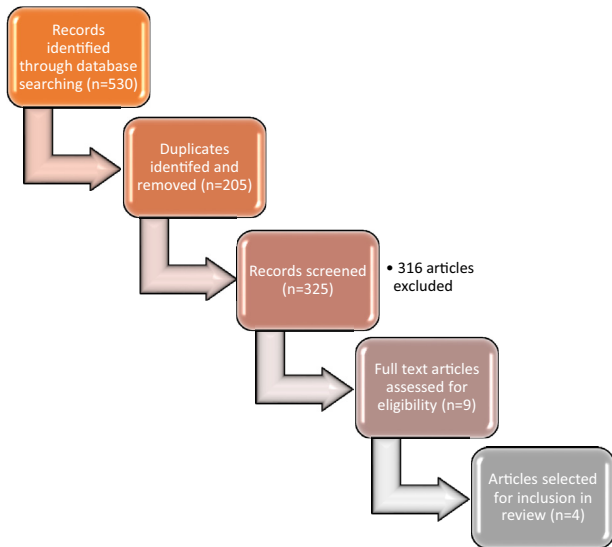 Records
identified
through database
searching (n=530)
Duplicates
identifed and
removed (n=205)
Records screened
(n=325)
• 316 articles
excluded
Full text articles
assessed for
eligibility (n=9)
Articles selected
for inclusion in
review (n=4)